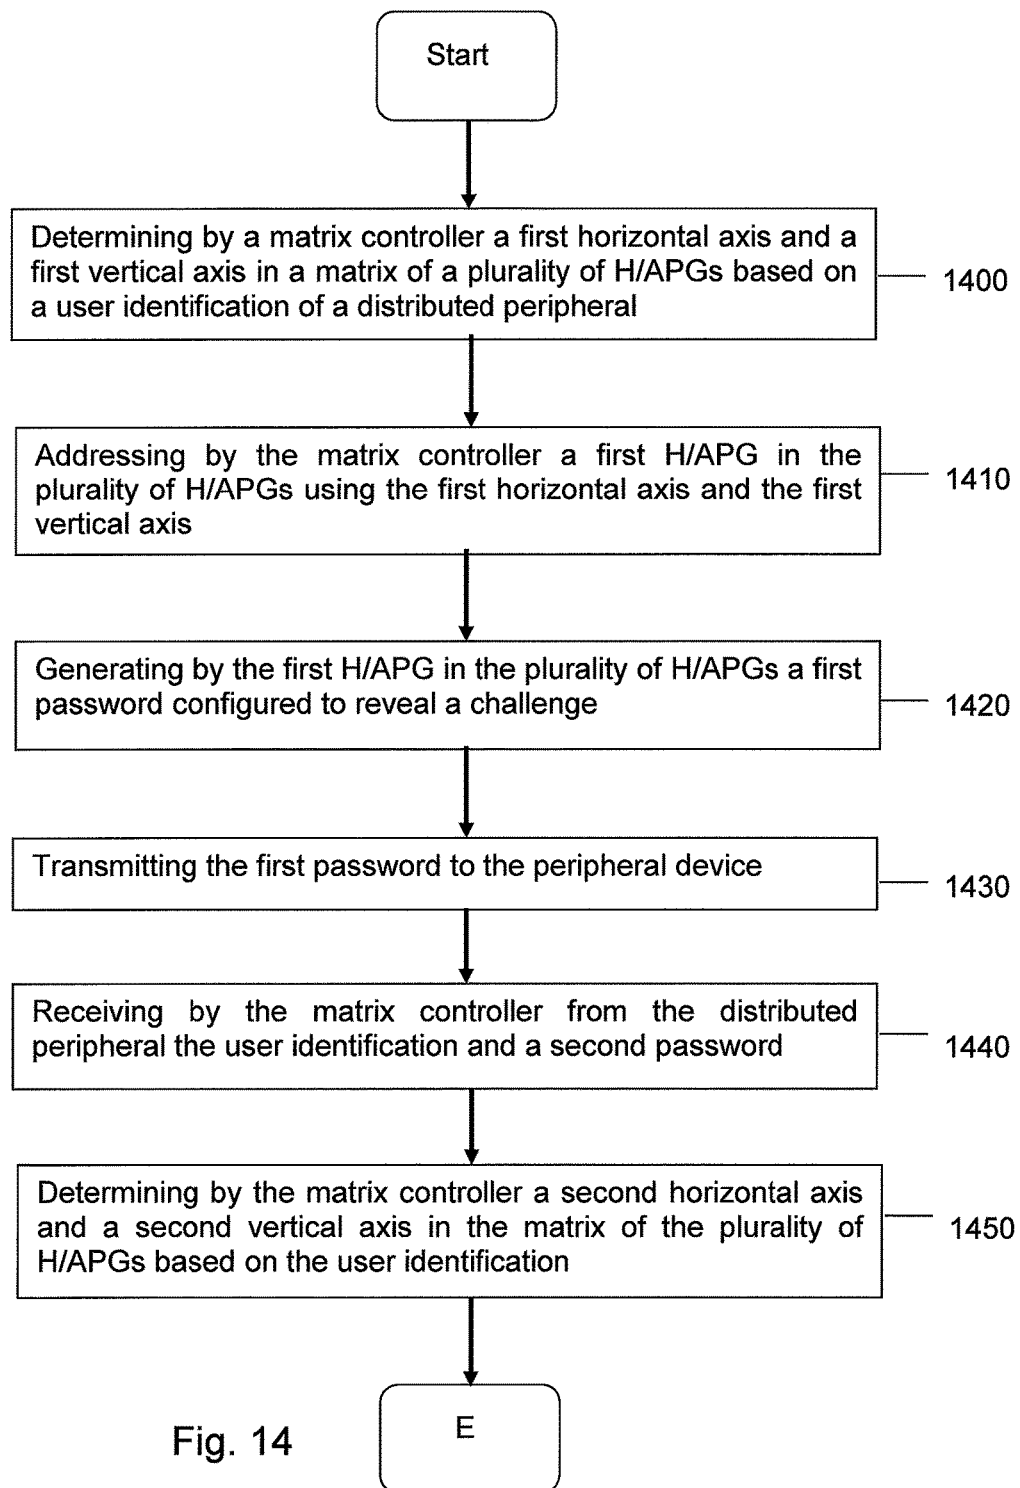 Start
Determining by a matrix controller a first horizontal axis and a
first vertical axis in a matrix of a plurality of H/APGs based on
a user identification of a distributed peripheral
1400
Addressing by the matrix controller a first H/APG in the
plurality of H/APGs using the first horizontal axis and the first
vertical axis
1410
Generating by the first H/APG in the plurality of H/APGs a first
password configured to reveal a challenge
1420
Transmitting the first password to the peripheral device
1430
Receiving by the matrix controller from the distributed
peripheral the user identification and a second password
1440
Determining by the matrix controller a second horizontal axis
and a second vertical axis in the matrix of the plurality of
H/APGs based on the user identification
1450
E
Fig. 14